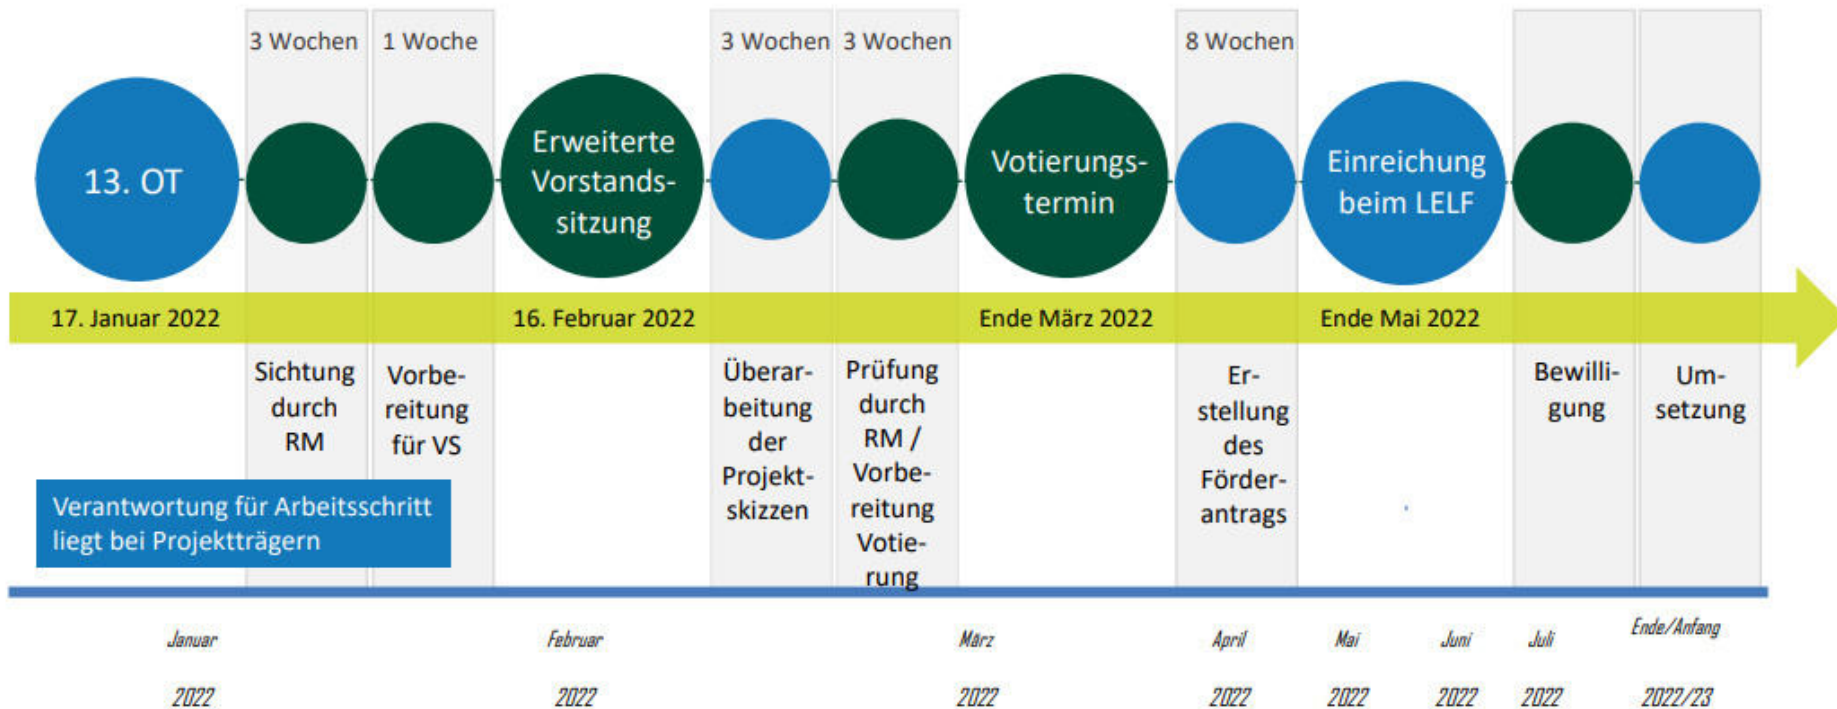 3 Wochen
1 Woche
3 Wochen
3 Wochen
8 Wochen
13. OT
Erweiterte
Vorstands-
sitzung
Votierungs-
termin
Einreichung
beim LELF
17. Januar 2022
16. Februar 2022
Ende März 2022
Ende Mai 2022
Sichtung
durch
RM
Vorbe-
reitung
für VS
Überar-
beitung
der
Projekt-
skizzen
Prüfung
durch
RM /
Vorbe-
reitung
Votie-
rung
Er-
stellung
des
Förder-
antrags
Bewilli-
gung
Um-
setzung
Verantwortung für Arbeitsschritt
liegt bei Projektträgern
Januar
2022
Februar
2022
März
2022
April
2022
Mai
2022
Juni
2022
Juli
2022
Ende/Anfang
2022/23